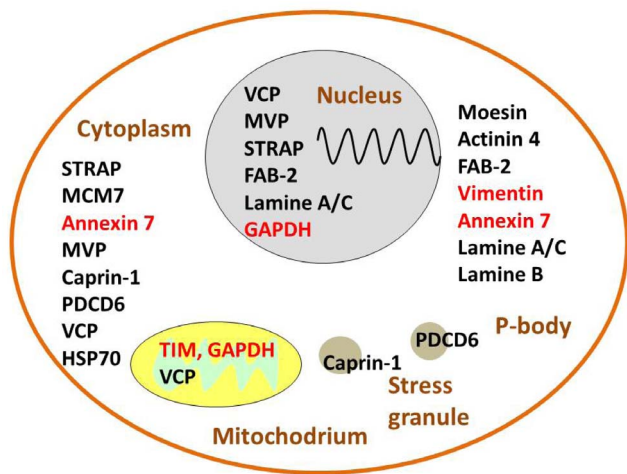 Cytoplasm
STRAP
MCM7
Annexin 7
MVP
Caprin-1
PDCD6
VCP
HSP70
Nucleus
VCP
MVP
STRAP
FAB-2
Lamine A/C
GAPDH
Moesin
Actinin 4
FAB-2
Vimentin
Annexin 7
Lamine A/C
Lamine B
TIM, GAPDH
VCP
Mitochodrium
Caprin-1
Stress
granule
PDCD6
P-body